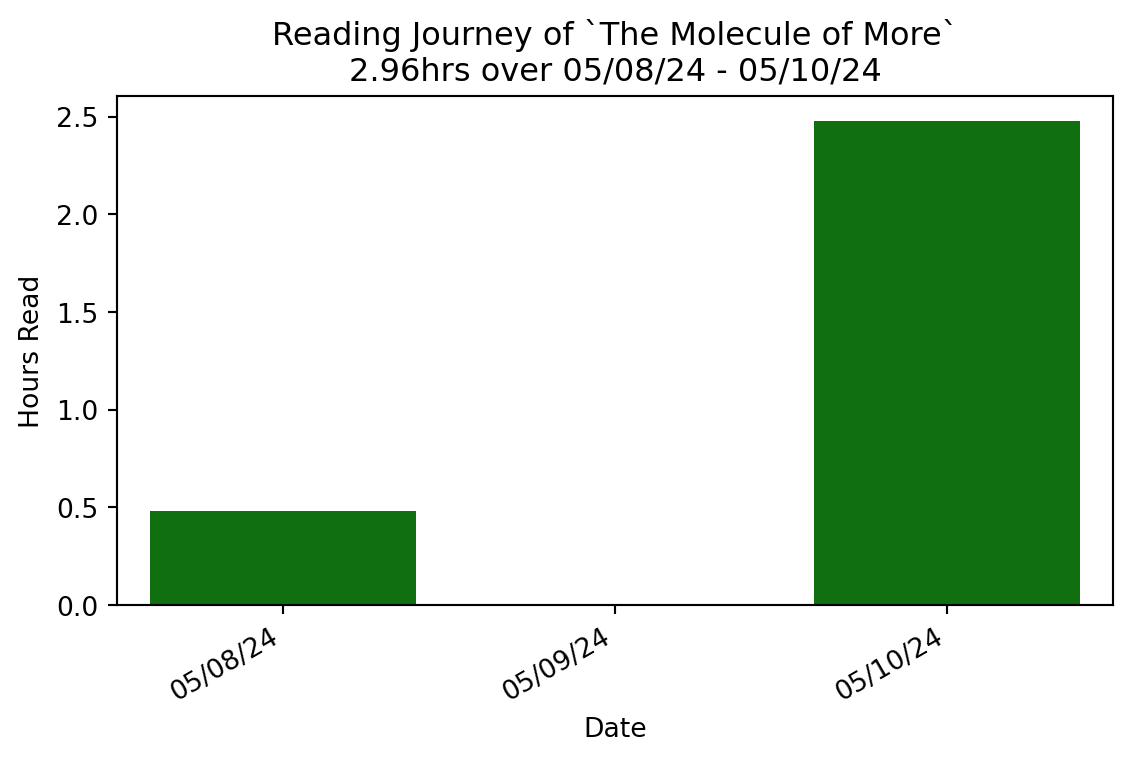 Reading Journey of `The Molecule of More`
2.96hrs over 05/08/24 - 05/10/24
2.5
2.0
1.5
1.0
0.5
0.0
Hours Read
05/08/24
05/09/24
05/10/24
Date